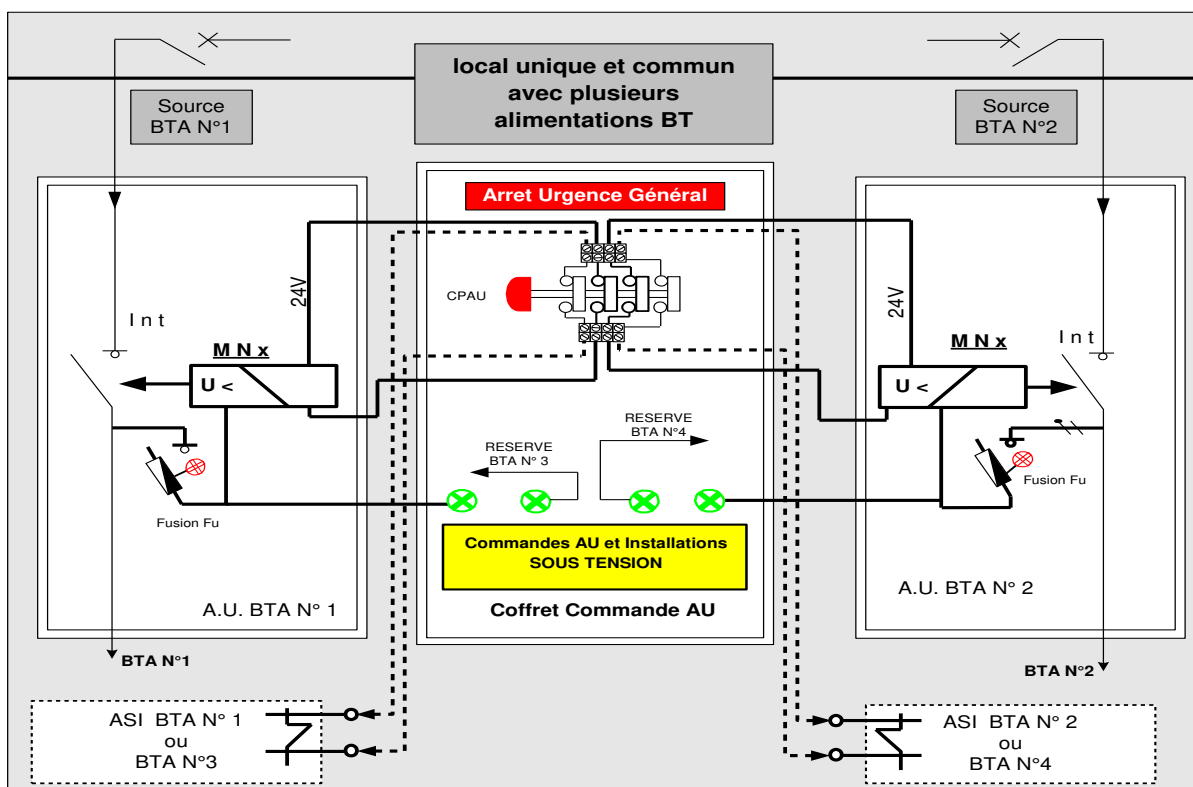 local unique et commun
avec plusieurs
alimentations BT
Source
BTA N°1
Source
BTA N°2
Arret Urgence Général
CPAU
24V
24V
Int
Int
MNx
MNx
U <
U <
RESERVE
BTA N°4
RESERVE
BTA N° 3
Fusion Fu
Fusion Fu
Commandes AU et Installations
SOUS TENSION
Coffret Commande AU
A.U. BTA N° 1
A.U. BTA N° 2
BTA N°1
BTA N°2
ASI BTA N° 1
ou
BTA N°3
ASI BTA N° 2
ou
BTA N°4